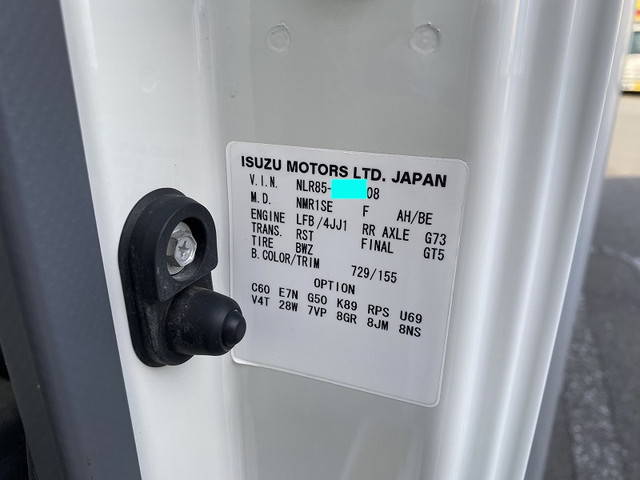 ISUZU MOTORS LTD. JAPAN
V.I.N. NLR85- 08
M.D. NMR1SE F AH/BE
ENGINE LFB/4JJ1 RR AXLE G73
TRANS. RST FINAL GT5
TIRE BWZ
B.COLOR/TRIM 729/155
OPTION
C60 E7N G50 K89 RPS U69
V4T 28W 7VP 8GR 8JM 8NS